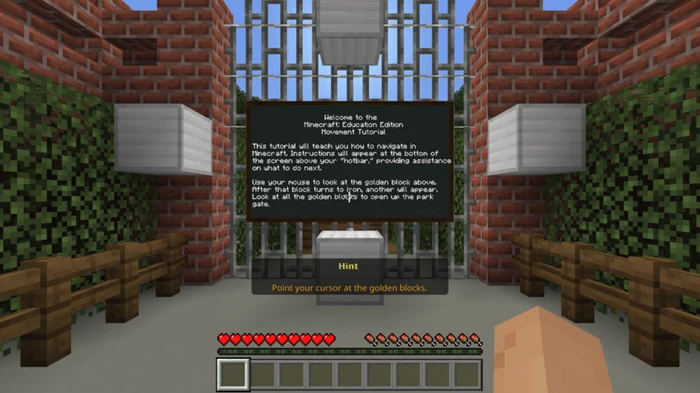 Welcome to the
Minecraft: Education Edition
Movement Tutorial
This tutorial will teach you how to navigate in
Minecraft. Instructions will appear at the bottom of
the screen above your "hotbar," providing assistance
on what to do next.
Use your mouse to look at the golden block above.
After that block turns to iron, another will appear.
Look at all the golden blocks to open up the park
gate.
Hint
Point your cursor at the golden blocks.